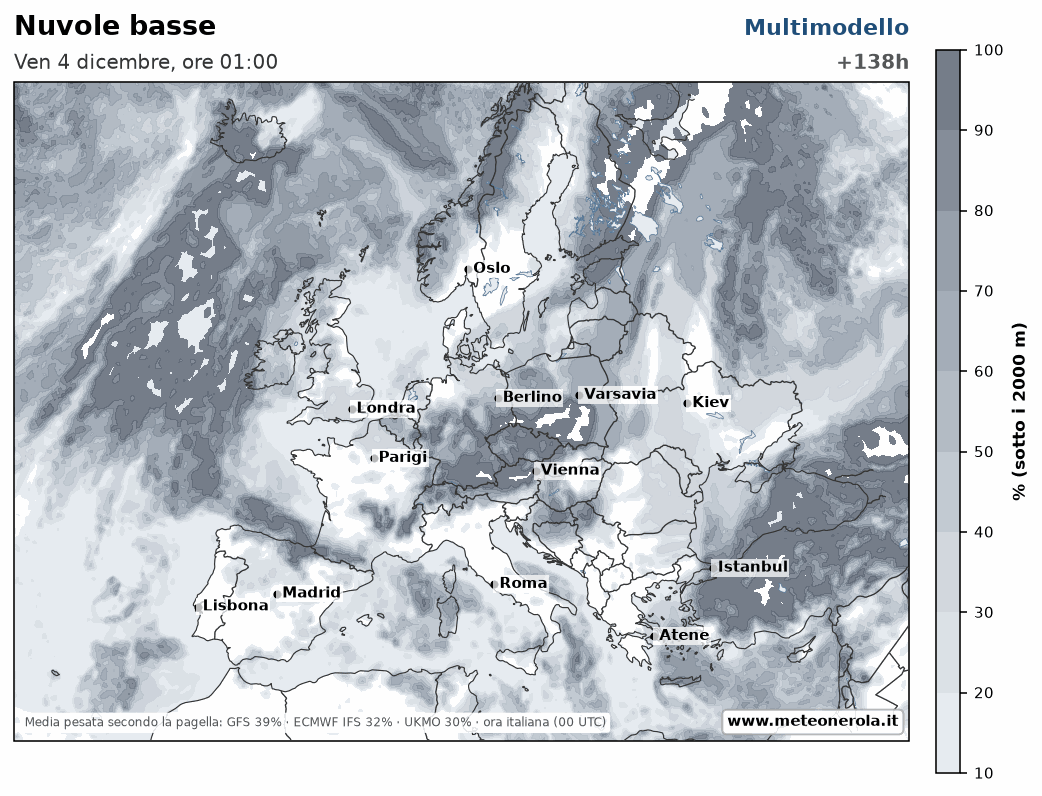 Nuvole basse
Multimodello
Ven 4 dicembre, ore 01:00
+138h
100
90
80
70
60
50
40
30
20
10
% (sotto i 2000 m)
Oslo
Berlino
Varsavia
Kiev
Londra
Parigi
Vienna
Istanbul
Roma
Madrid
Lisbona
Atene
Media pesata secondo la pagella: GFS 39% · ECMWF IFS 32% · UKMO 30% · ora italiana (00 UTC)
www.meteonerola.it